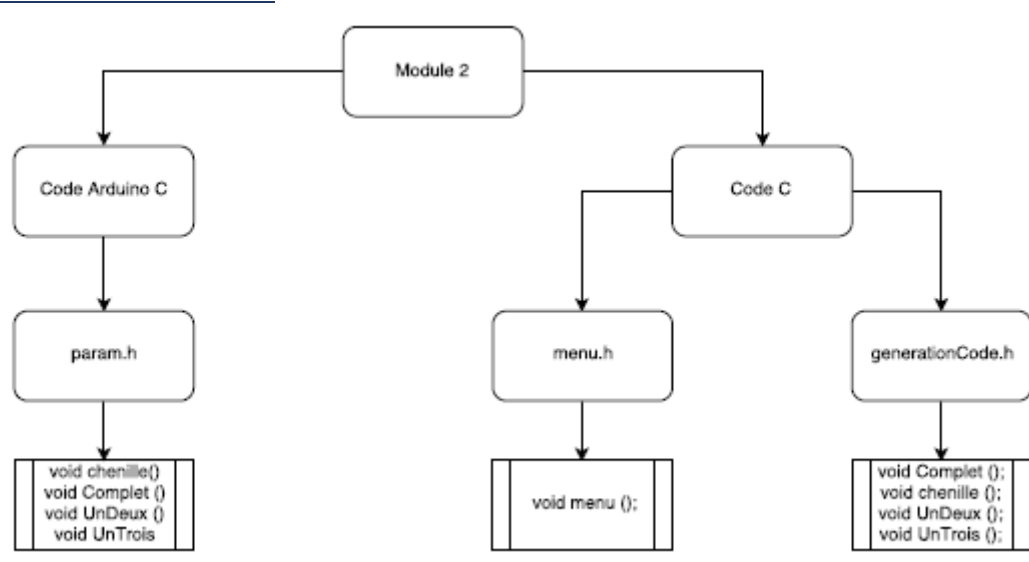 Module 2
Code Arduino C
Code C
param.h
menu.h
generationCode.h
void chenille()
void Complet ()
void UnDeux ()
void UnTrois
void menu ();
void Complet ();
void chenille ();
void UnDeux ();
void UnTrois ();